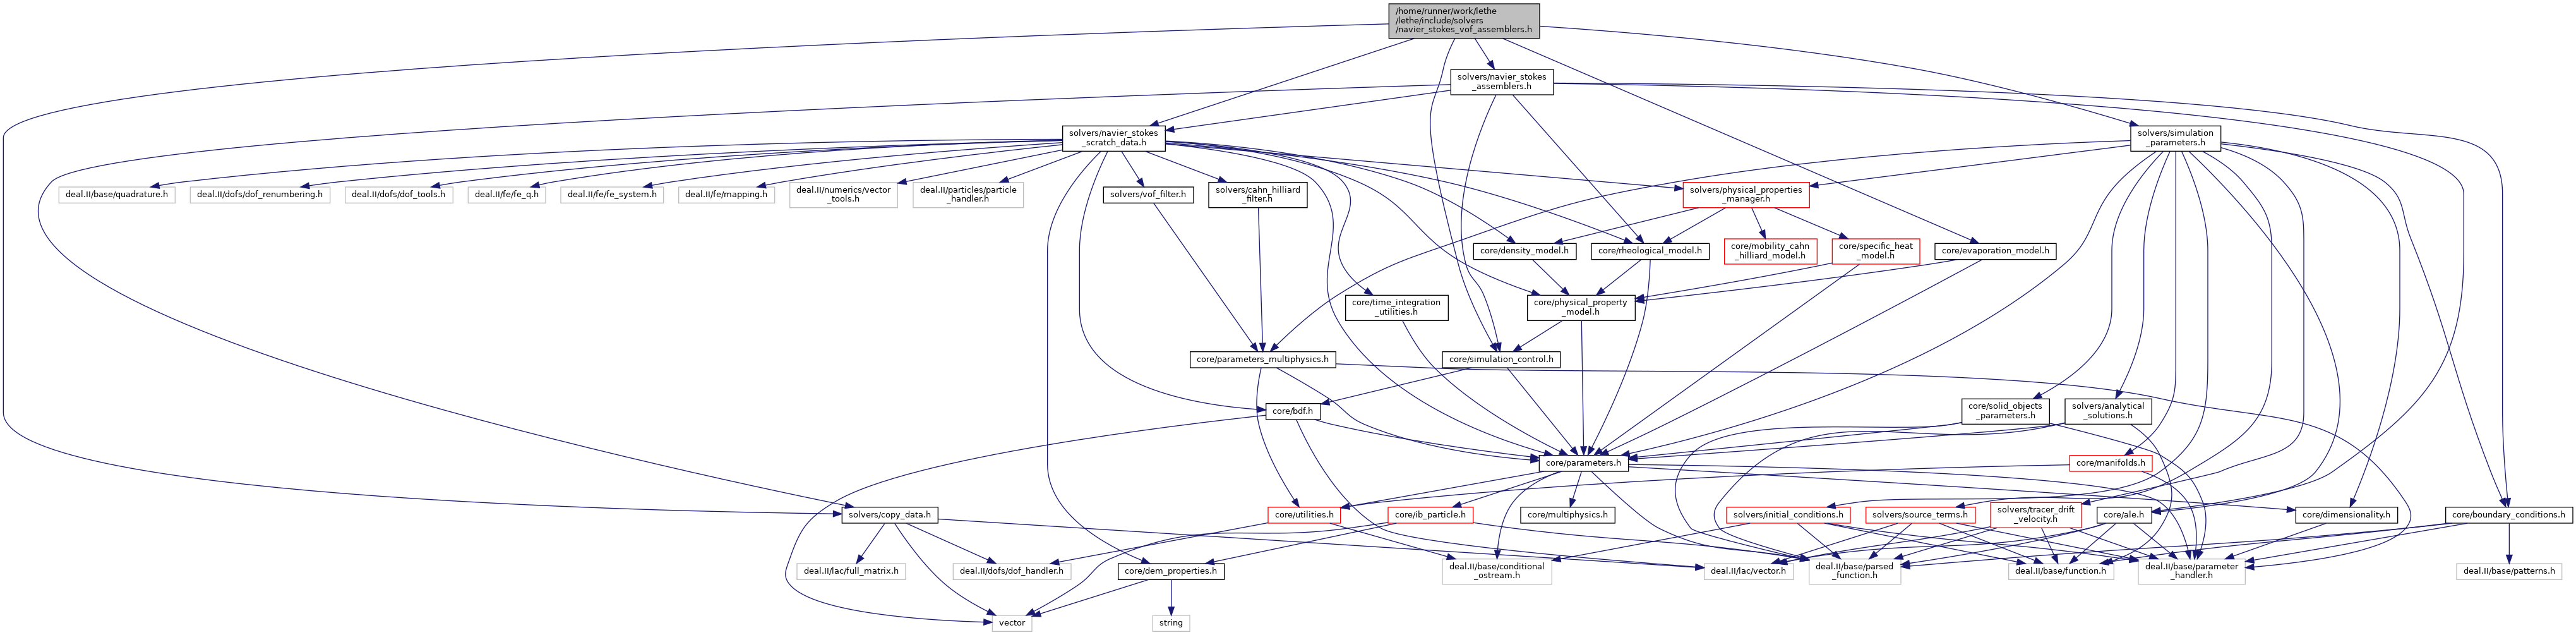 /home/runner/work/lethe
/lethe/include/solvers
/navier_stokes_vof_assemblers.h
solvers/navier_stokes
_assemblers.h
solvers/navier_stokes
_scratch_data.h
solvers/simulation
_parameters.h
deal.II/base/quadrature.h
deal.II/dofs/dof_renumbering.h
deal.II/dofs/dof_tools.h
deal.II/fe/fe_q.h
deal.II/fe/fe_system.h
deal.II/fe/mapping.h
deal.II/numerics/vector
_tools.h
deal.II/particles/particle
_handler.h
solvers/vof_filter.h
solvers/cahn_hilliard
_filter.h
solvers/physical_properties
_manager.h
core/density_model.h
core/rheological_model.h
core/mobility_cahn
_hilliard_model.h
core/specific_heat
_model.h
core/evaporation_model.h
core/time_integration
_utilities.h
core/physical_property
_model.h
core/parameters_multiphysics.h
core/simulation_control.h
core/bdf.h
core/solid_objects
_parameters.h
solvers/analytical
_solutions.h
core/parameters.h
core/manifolds.h
solvers/copy_data.h
core/utilities.h
core/ib_particle.h
core/multiphysics.h
solvers/initial_conditions.h
solvers/source_terms.h
solvers/tracer_drift
_velocity.h
core/ale.h
core/dimensionality.h
core/boundary_conditions.h
deal.II/lac/full_matrix.h
deal.II/dofs/dof_handler.h
core/dem_properties.h
deal.II/base/conditional
_ostream.h
deal.II/lac/vector.h
deal.II/base/parsed
_function.h
deal.II/base/function.h
deal.II/base/parameter
_handler.h
deal.II/base/patterns.h
vector
string